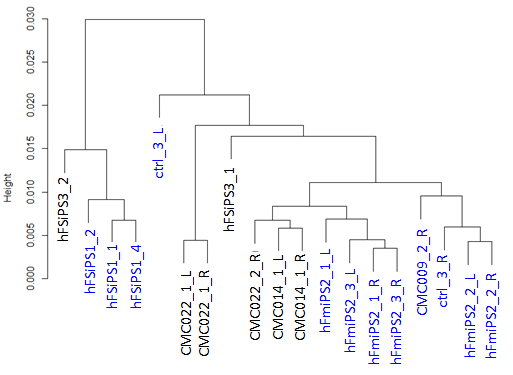 Height
0.030
0.025
0.020
0.015
0.010
0.005
0.000
hFSiPS3_2
hFSiPS1_2
hFSiPS1_1
hFSiPS1_4
ctrl_3_L
CMC022_1_L
CMC022_1_R
hFSiPS3_1
CMC022_2_R
CMC014_1_L
CMC014_1_R
hFmiPS2_1_L
hFmiPS2_3_L
hFmiPS2_1_R
hFmiPS2_3_R
CMC009_2_R
ctrl_3_R
hFmiPS2_2_L
hFmiPS2_2_R